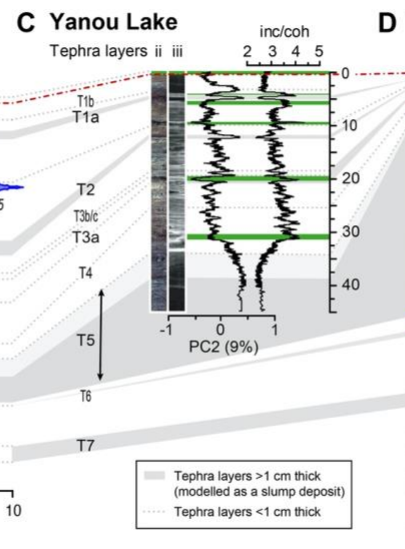 C Yanou Lake D
inc/coh
Tephra layers ii iii 2 3 4 5
0
T1b
T1a
10
5
T2
20
T3b/c
T3a
30
T4
40
-1 0 1
T5
PC2 (9%)
T6
T7
Tephra layers >1 cm thick
(modelled as a slump deposit)
10
Tephra layers <1 cm thick